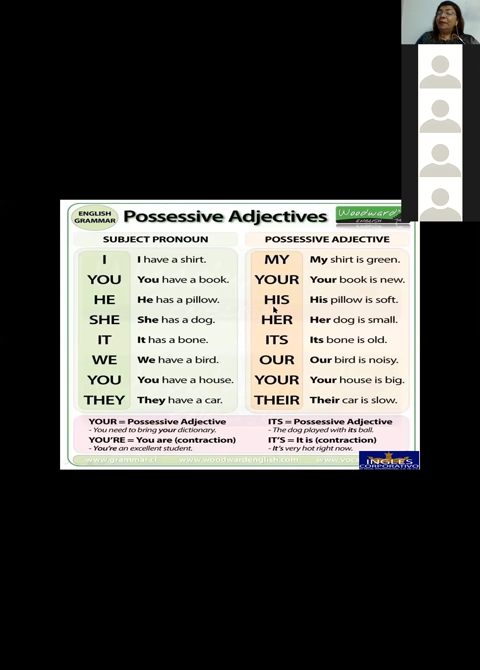 ENGLISH
GRAMMAR
Possessive Adjectives
Woodward
ENGLISH
SUBJECT PRONOUN
POSSESSIVE ADJECTIVE
I I have a shirt. MY My shirt is green.
YOU You have a book. YOUR Your book is new.
HE He has a pillow. HIS His pillow is soft.
SHE She has a dog. HER Her dog is small.
IT It has a bone. ITS Its bone is old.
WE We have a bird. OUR Our bird is noisy.
YOU You have a house. YOUR Your house is big.
THEY They have a car. THEIR Their car is slow.
YOUR = Possessive Adjective
- You need to bring your dictionary.
YOU'RE = You are (contraction)
- You're an excellent student.
ITS = Possessive Adjective
- The dog played with its ball.
IT'S = It is (contraction)
- It's very hot right now.
www.grammar.cl www.woodwardenglish.com
INGLES
CORPORATIVO